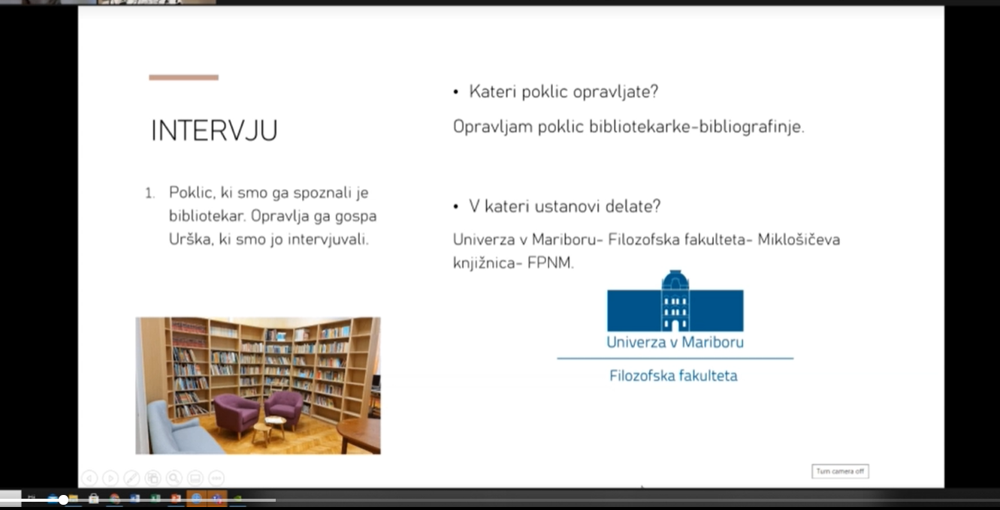 INTERVJU
1. Poklic, ki smo ga spoznali je
bibliotekar. Opravlja ga gospa
Urška, ki smo jo intervjuvali.
• Kateri poklic opravljate?
Opravljam poklic bibliotekarke-bibliografinje.
• V kateri ustanovi delate?
Univerza v Mariboru- Filozofska fakulteta- Miklošičeva
knjižnica- FPNM.
Univerza v Mariboru
Filozofska fakulteta
Turn camera off